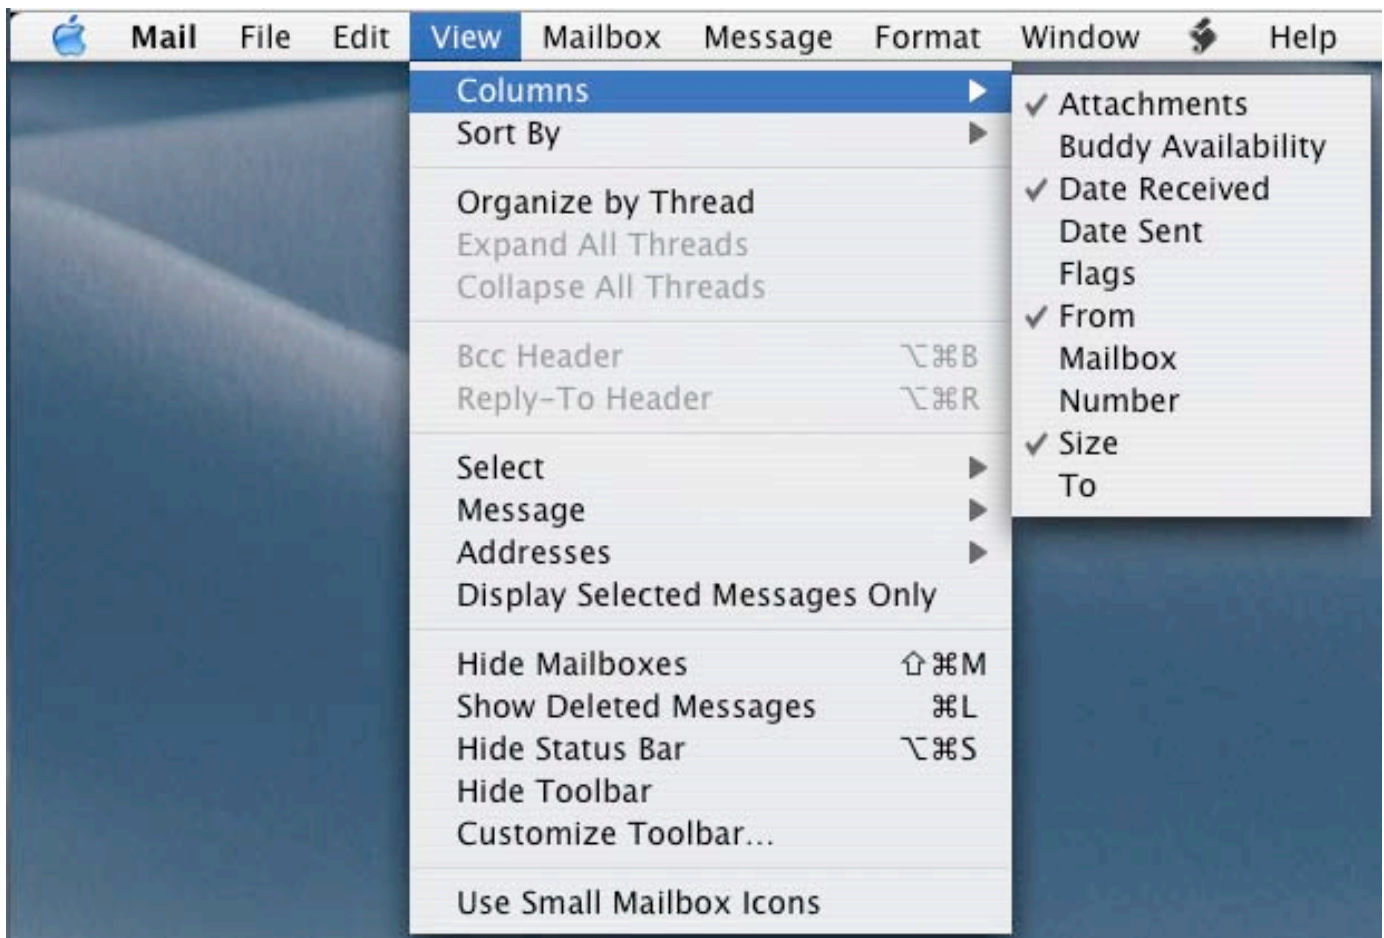 Mail File Edit View Mailbox Message Format Window Help
Columns
Sort By
Organize by Thread
Expand All Threads
Collapse All Threads
Bcc Header ⌥⌘B
Reply-To Header ⌥⌘R
Select
Message
Addresses
Display Selected Messages Only
Hide Mailboxes ⇧⌘M
Show Deleted Messages ⌘L
Hide Status Bar ⌥⌘S
Hide Toolbar
Customize Toolbar...
Use Small Mailbox Icons
✓ Attachments
Buddy Availability
✓ Date Received
Date Sent
Flags
✓ From
Mailbox
Number
✓ Size
To